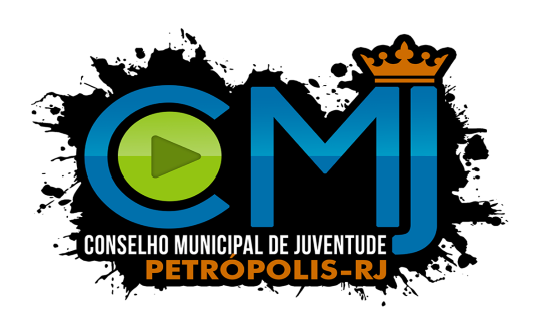 CMJ
CONSELHO MUNICIPAL DE JUVENTUDE
PETRÓPOLIS-RJ